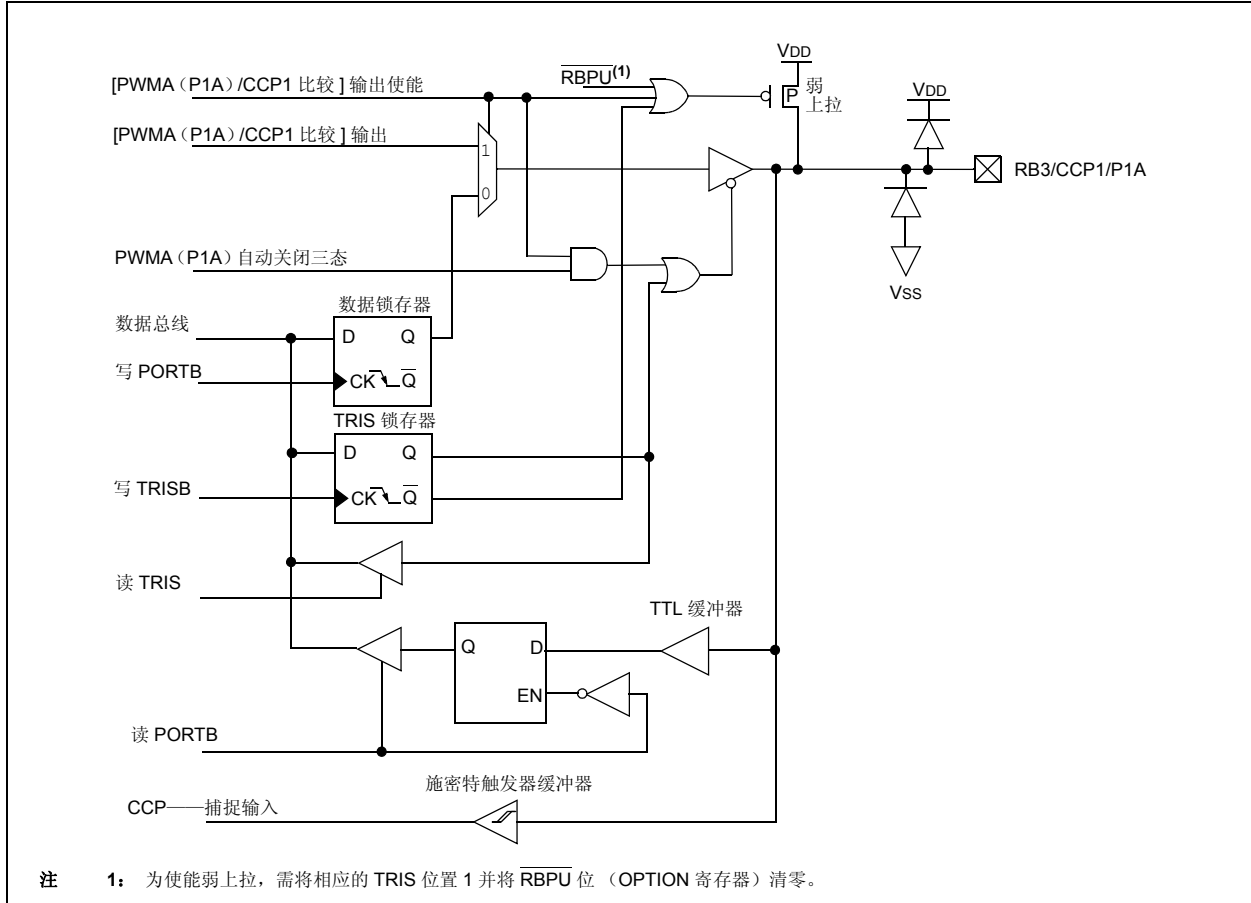 [PWMA（P1A）/CCP1 比较 ] 输出使能
RBPU(1)
VDD
P
弱
上拉
VDD
[PWMA（P1A）/CCP1 比较 ] 输出
1
0
RB3/CCP1/P1A
PWMA（P1A）自动关闭三态
VSS
数据锁存器
数据总线
D Q
写 PORTB
CK Q
TRIS 锁存器
D Q
写 TRISB
CK Q
读 TRIS
TTL 缓冲器
Q D
EN
读 PORTB
施密特触发器缓冲器
CCP——捕捉输入
注 1： 为使能弱上拉，需将相应的 TRIS 位置 1 并将 RBPU 位 （OPTION 寄存器）清零。